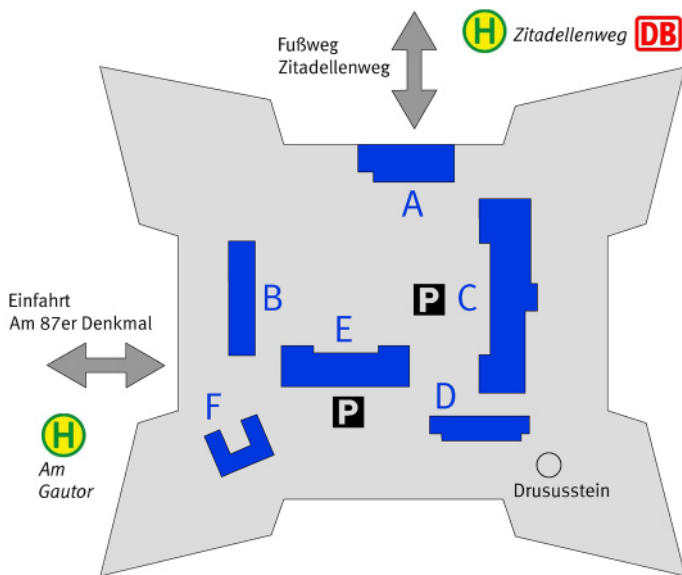 H Zitadellenweg DB
Fußweg
Zitadellenweg
A
B
P
C
E
Einfahrt
Am 87er Denkmal
F
P
D
H
Am
Gautor
Drususstein